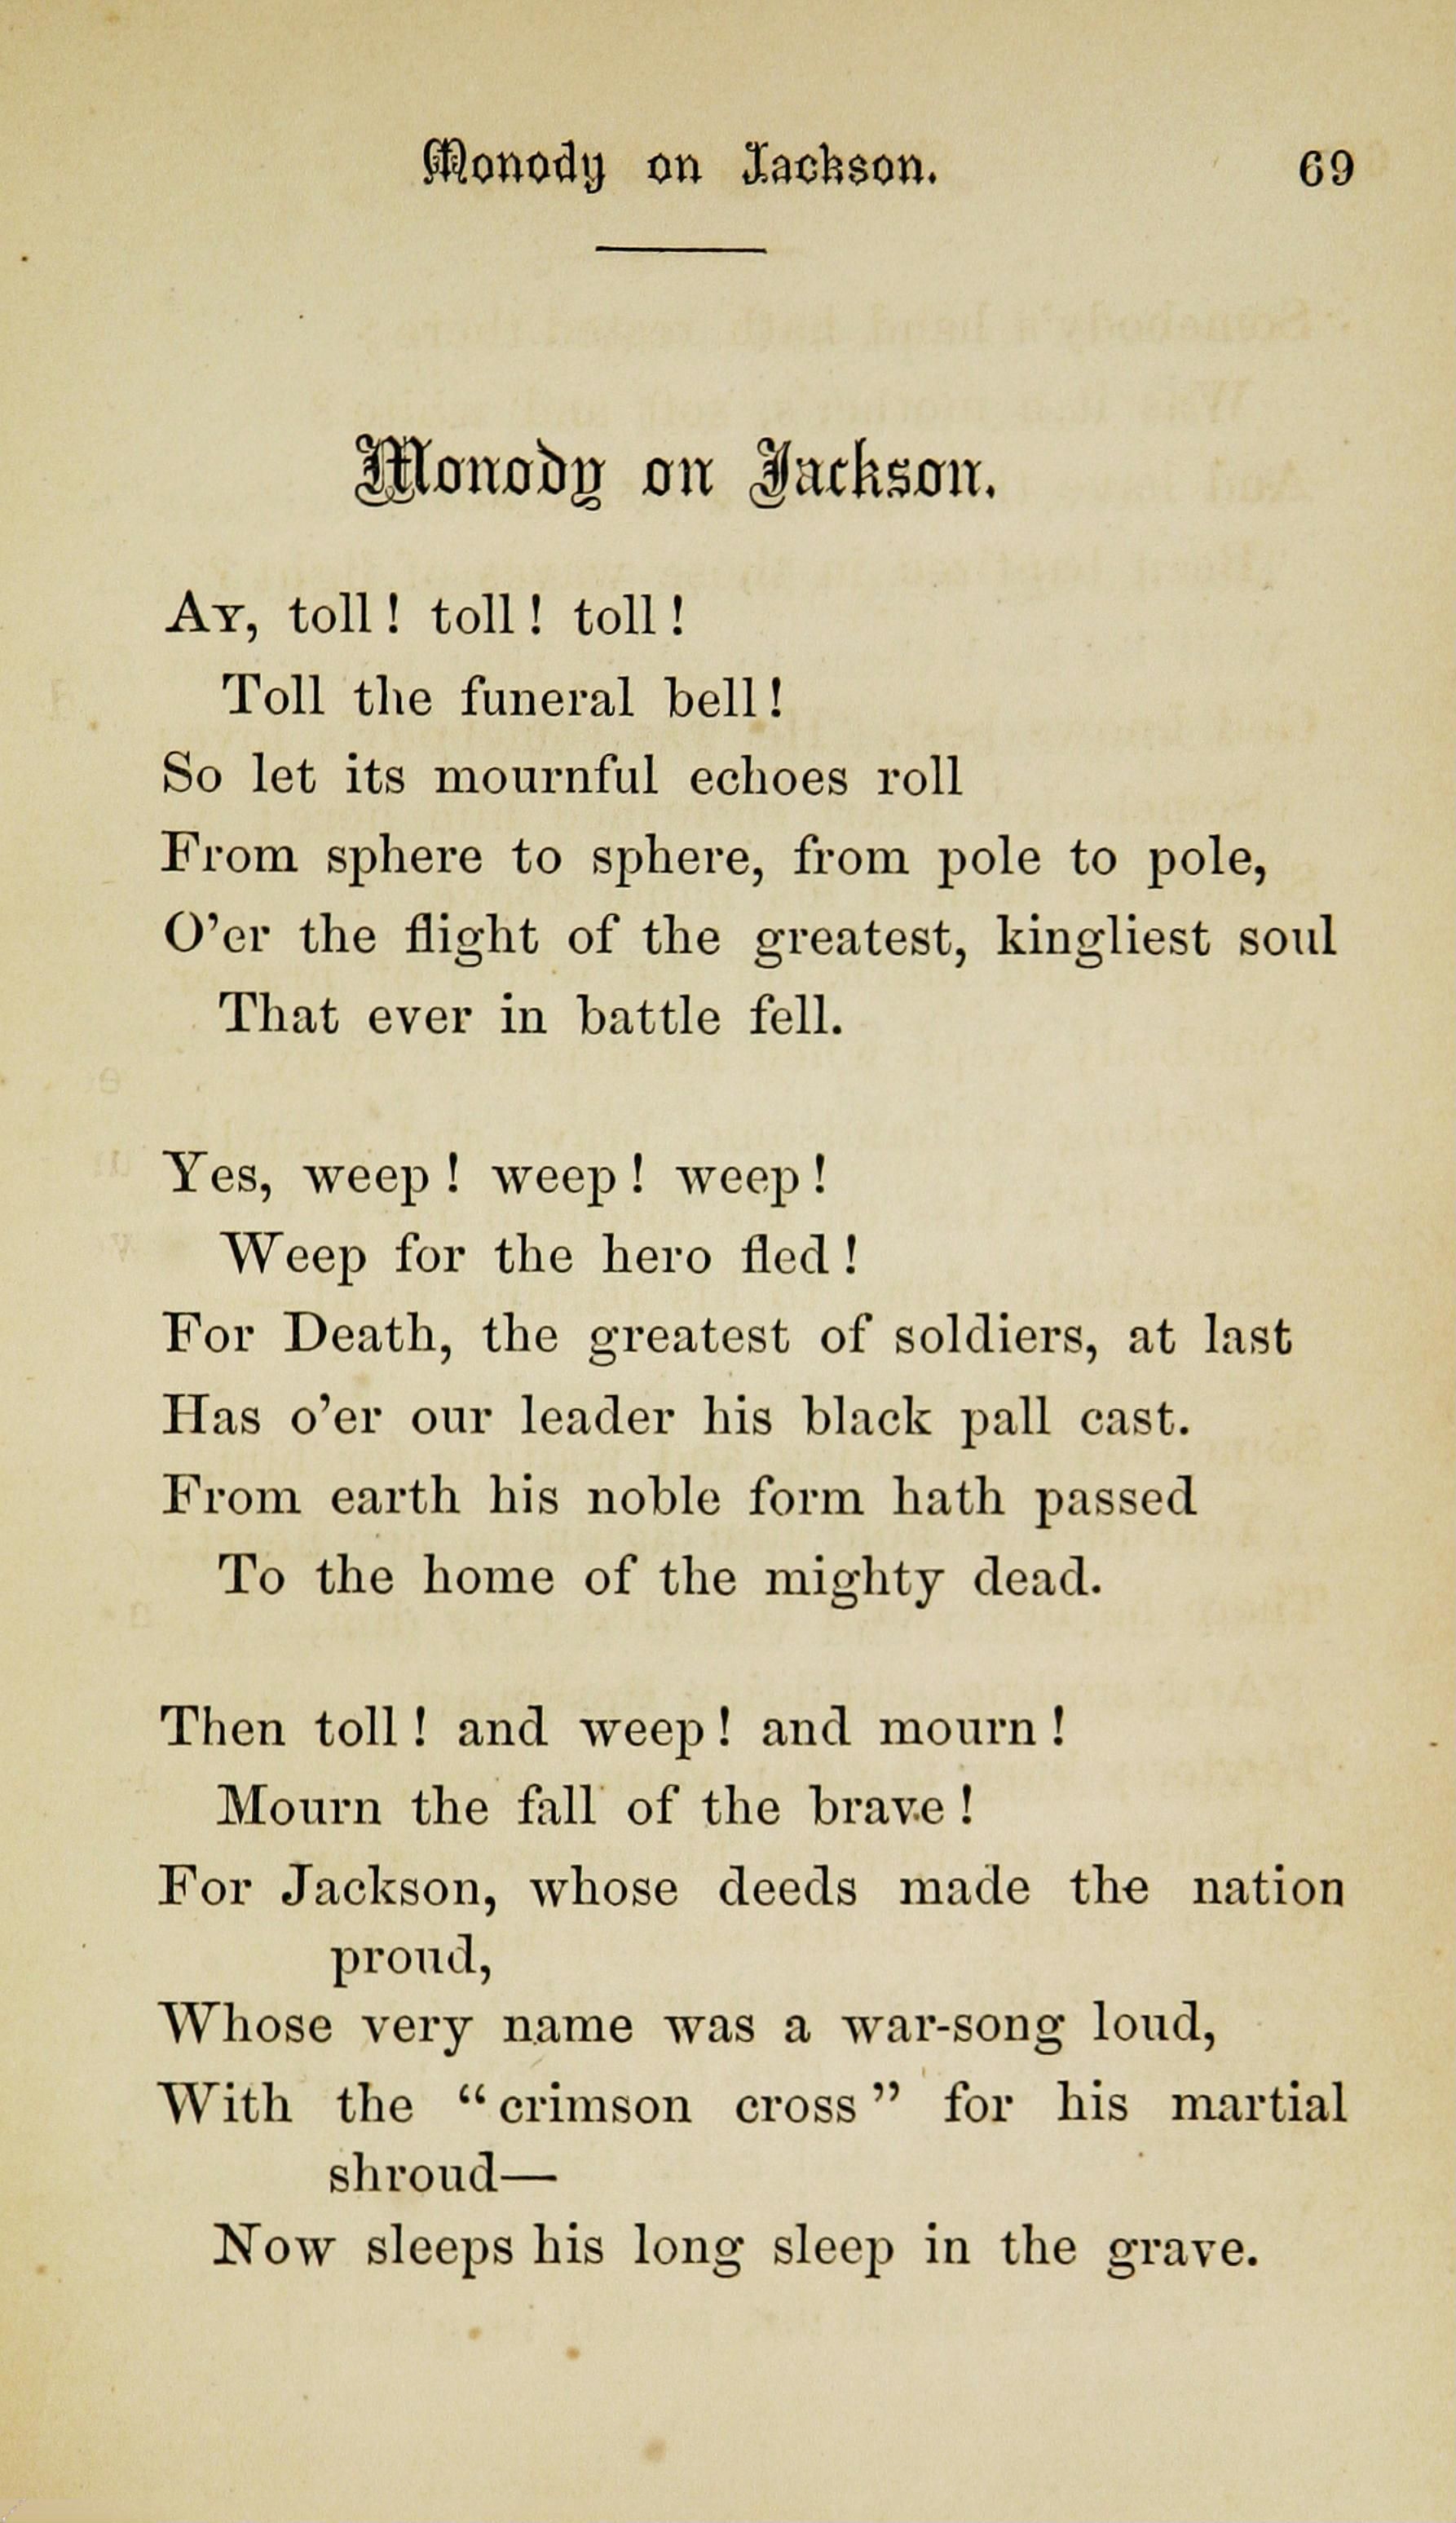 Monody on Jackson. 69
Monody on Jackson.
AY, toll! toll! toll!
Toll the funeral bell!
So let its mournful echoes roll
From sphere to sphere, from pole to pole,
O'er the flight of the greatest, kingliest soul
That ever in battle fell.
Yes, weep! weep! weep!
Weep for the hero fled!
For Death, the greatest of soldiers, at last
Has o'er our leader his black pall cast.
From earth his noble form hath passed
To the home of the mighty dead.
Then toll! and weep! and mourn!
Mourn the fall of the brave!
For Jackson, whose deeds made the nation
proud,
Whose very name was a war-song loud,
With the “crimson cross” for his martial
shroud—
Now sleeps his long sleep in the grave.